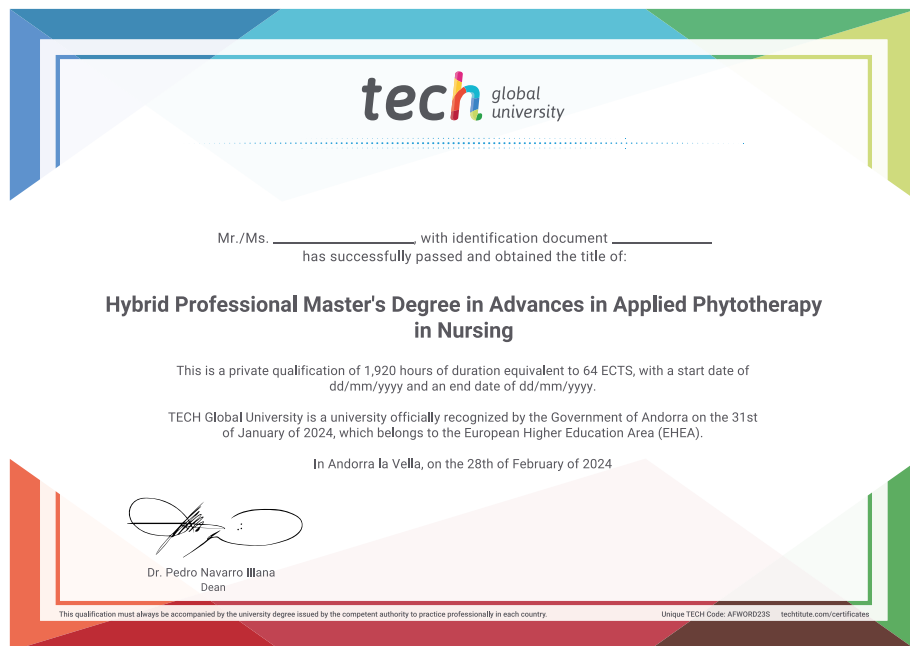 tech global
university
Mr./Ms. ____________, with identification document ____________
has successfully passed and obtained the title of:
Hybrid Professional Master's Degree in Advances in Applied Phytotherapy
in Nursing
This is a private qualification of 1,920 hours of duration equivalent to 64 ECTS, with a start date of
dd/mm/yyyy and an end date of dd/mm/yyyy.
TECH Global University is a university officially recognized by the Government of Andorra on the 31st
of January of 2024, which belongs to the European Higher Education Area (EHEA).
In Andorra la Vella, on the 28th of February of 2024
Dr. Pedro Navarro Illana
Dean
This qualification must always be accompanied by the university degree issued by the competent authority to practice professionally in each country.
Unique TECH Code: AFWORD23S techtitute.com/certificates